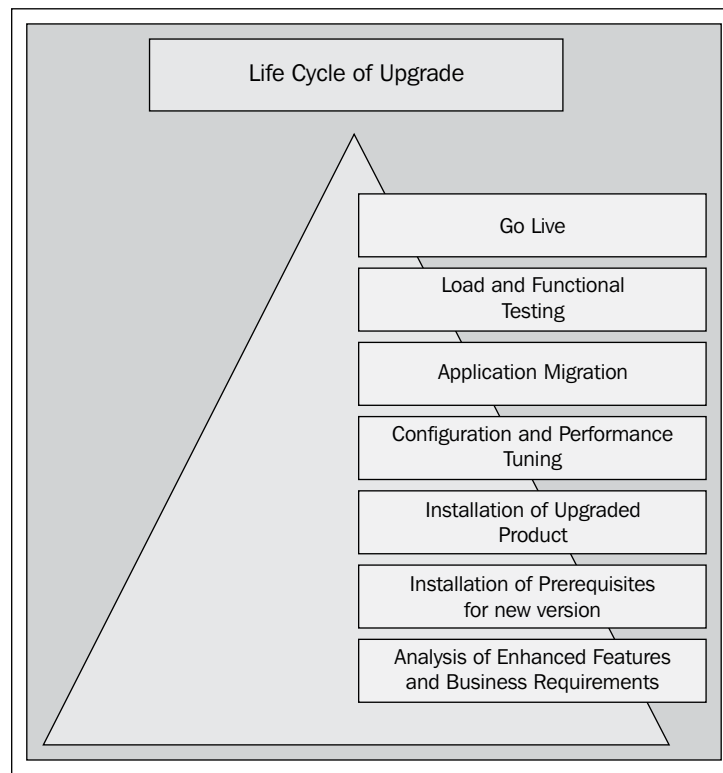 Life Cycle of Upgrade
Go Live
Load and Functional
Testing
Application Migration
Configuration and Performance
Tuning
Installation of Upgraded
Product
Installation of Prerequisites
for new version
Analysis of Enhanced Features
and Business Requirements